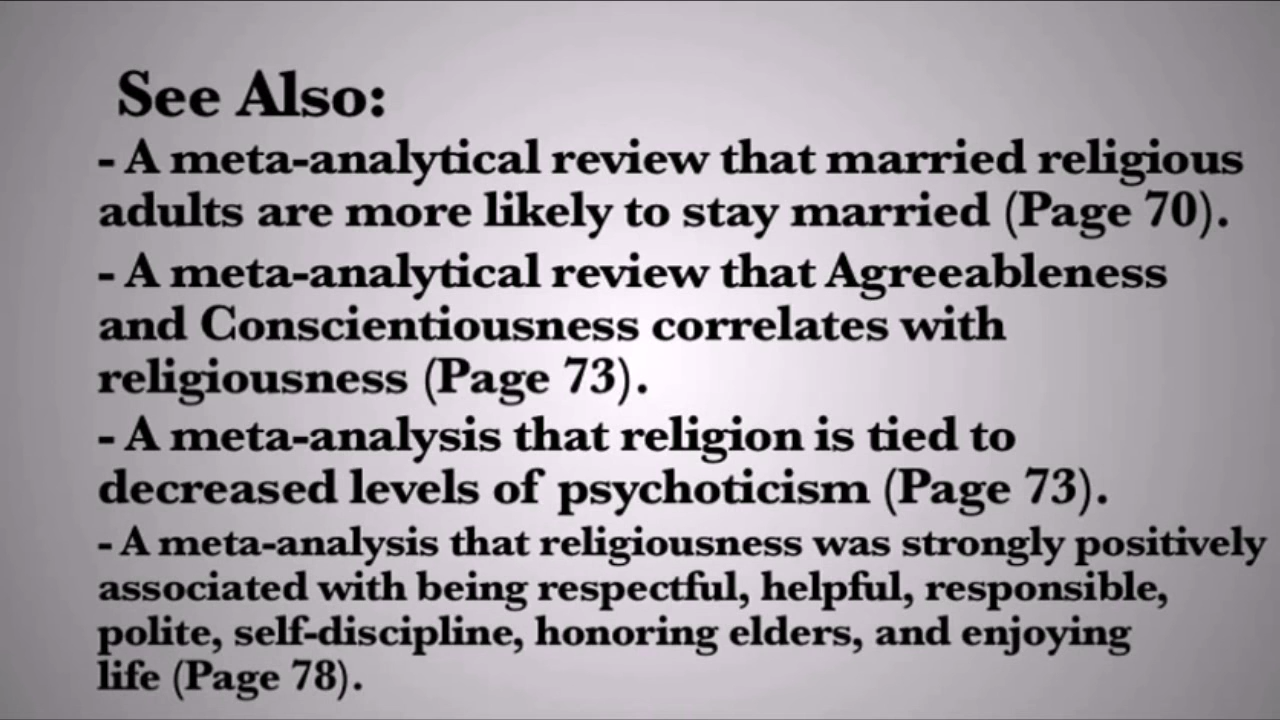 See Also:
- A meta-analytical review that married religious
adults are more likely to stay married (Page 70).
- A meta-analytical review that Agreeableness
and Conscientiousness correlates with
religiousness (Page 73).
- A meta-analysis that religion is tied to
decreased levels of psychoticism (Page 73).
- A meta-analysis that religiousness was strongly positively
associated with being respectful, helpful, responsible,
polite, self-discipline, honoring elders, and enjoying
life (Page 78).